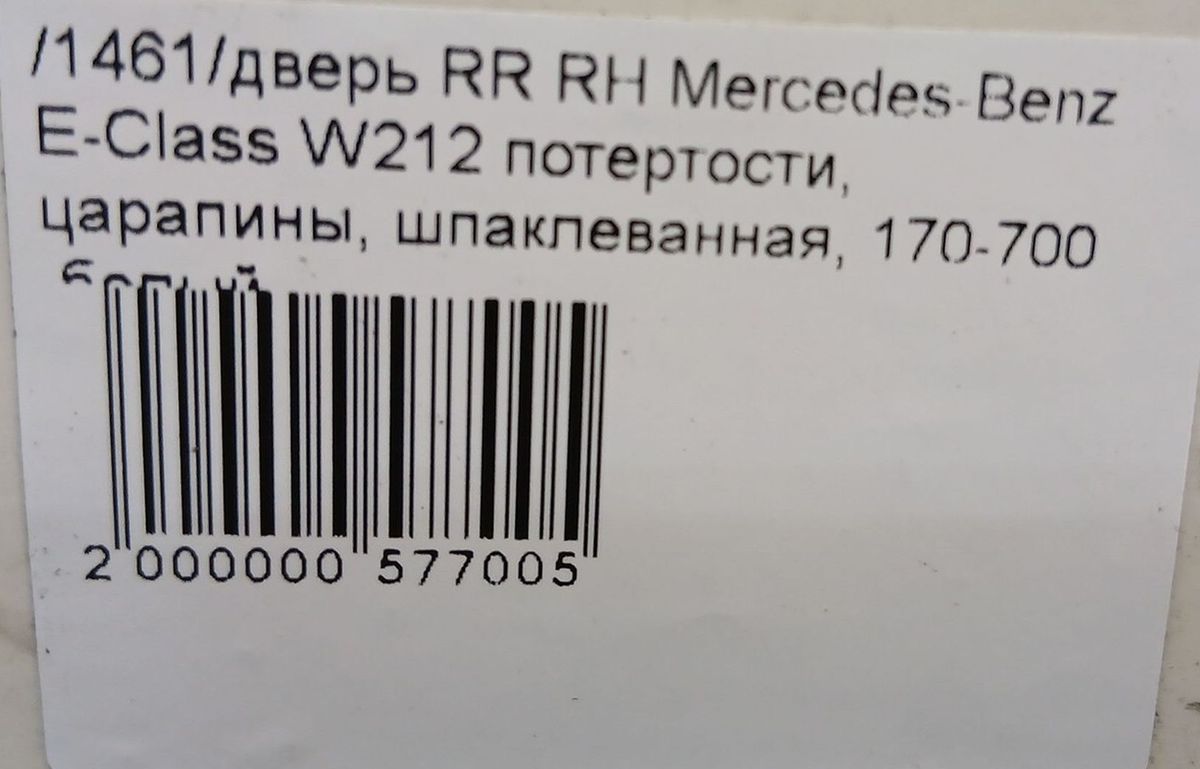 /1461/дверь RR RH Mercedes-Benz
E-Class W212 потертости,
царапины, шпаклеванная, 170-700
2 000000 577005